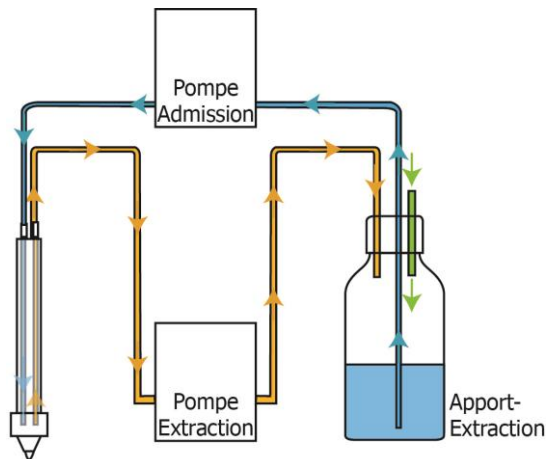 Pompe
Admission
Pompe
Extraction
Apport-
Extraction